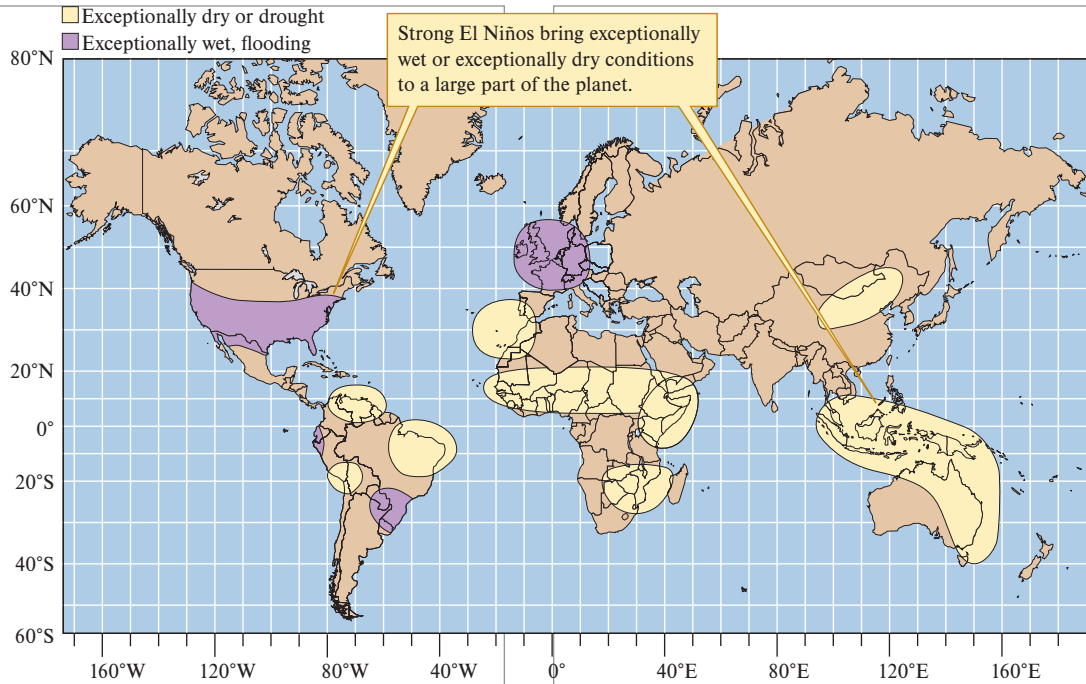 Exceptionally dry or drought
Exceptionally wet, flooding
Strong El Niños bring exceptionally
wet or exceptionally dry conditions
to a large part of the planet.
80°N
60°N
40°N
20°N
0°
20°S
40°S
60°S
160°W
120°W
80°W
40°W
0°
40°E
80°E
120°E
160°E